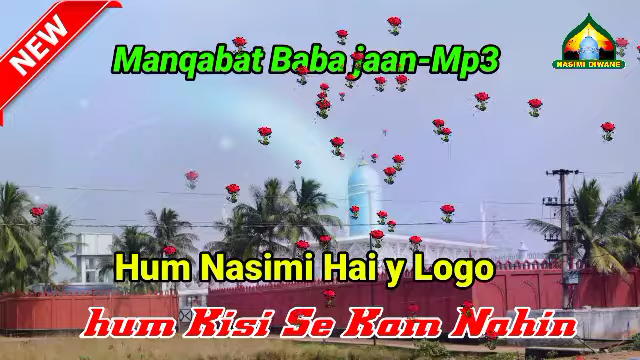 NEW
Manqabat Baba jaan-Mp3
NASIMI DIWANE
Hum Nasimi Hai y Logo
hum Kisi Se Kam Nahin